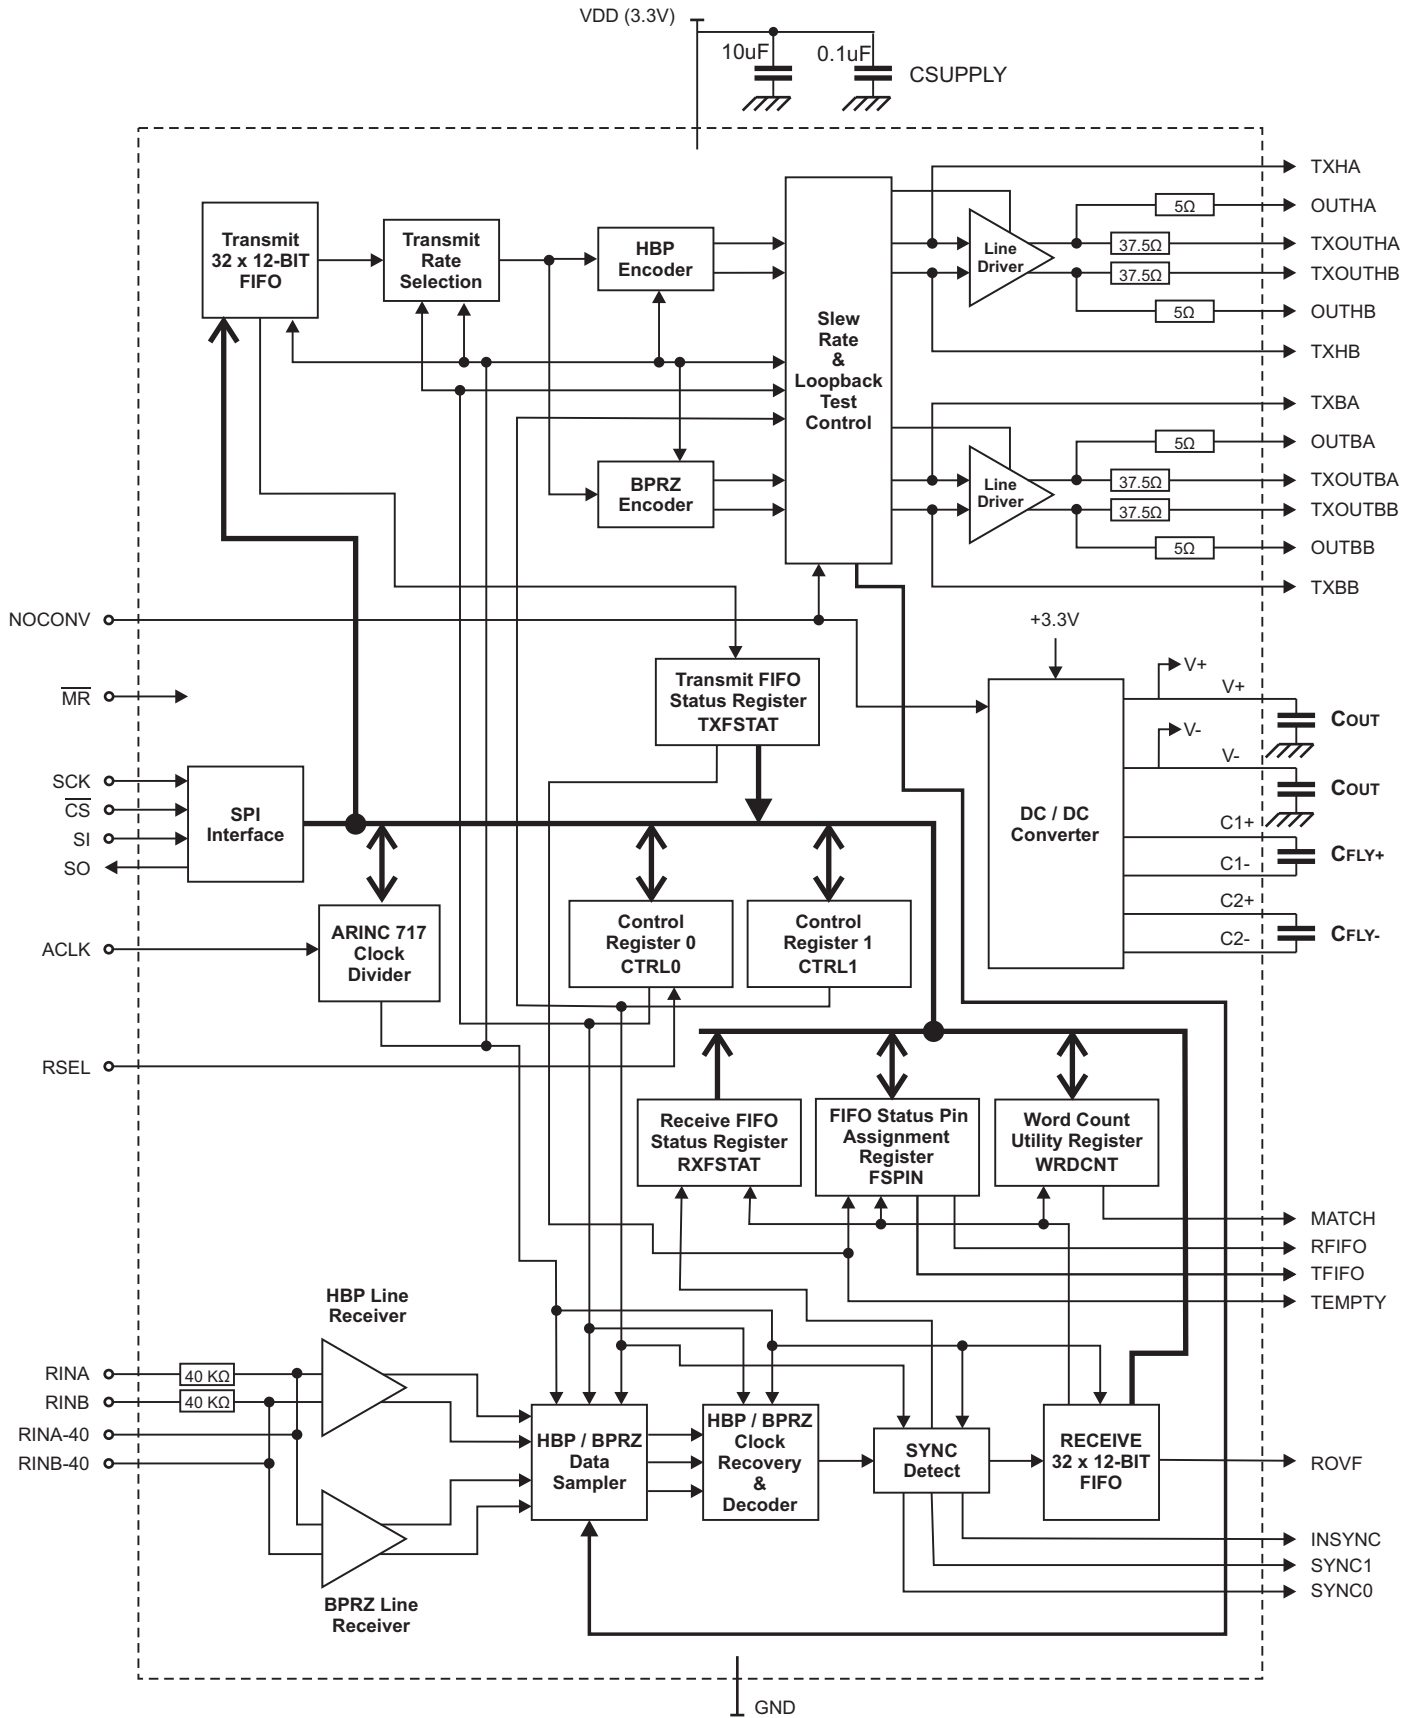 VDD (3.3V)
10uF
0.1uF
CSUPPLY
TXHA
OUTHA
TXOUTHA
TXOUTHB
OUTHB
TXHB
TXBA
OUTBA
TXOUTBA
TXOUTBB
OUTBB
TXBB
5Ω
37.5Ω
37.5Ω
5Ω
5Ω
37.5Ω
37.5Ω
5Ω
Transmit
32 x 12-BIT
FIFO
Transmit
Rate
Selection
HBP
Encoder
BPRZ
Encoder
Slew
Rate
&
Loopback
Test
Control
Line
Driver
Line
Driver
NOCONV
MR
SCK
CS
SI
SO
ACLK
RSEL
SPI
Interface
Transmit FIFO
Status Register
TXFSTAT
+3.3V
DC / DC
Converter
V+
V+
V-
V-
C1+
C1-
C2+
C2-
COUT
COUT
CFLY+
CFLY-
ARINC 717
Clock
Divider
Control
Register 0
CTRL0
Control
Register 1
CTRL1
Receive FIFO
Status Register
RXFSTAT
FIFO Status Pin
Assignment
Register
FSPIN
Word Count
Utility Register
WRDCNT
MATCH
RFIFO
TFIFO
TEMPTY
HBP Line
Receiver
RINA
RINB
RINA-40
RINB-40
40 KΩ
40 KΩ
BPRZ Line
Receiver
HBP / BPRZ
Data
Sampler
HBP / BPRZ
Clock
Recovery
&
Decoder
SYNC
Detect
RECEIVE
32 x 12-BIT
FIFO
ROVF
INSYNC
SYNC1
SYNC0
GND